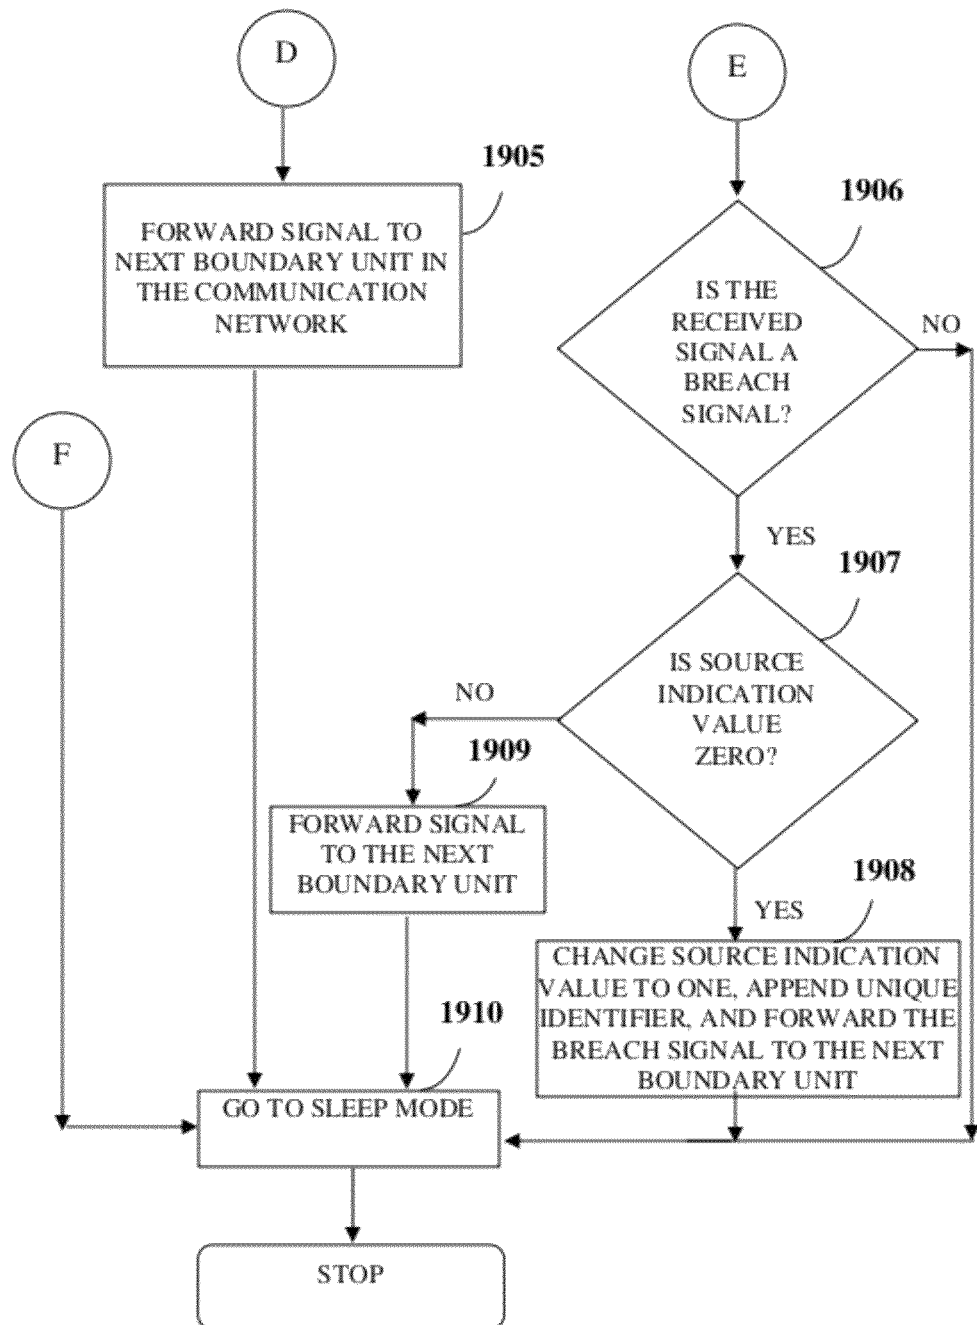 D
E
1905
1906
FORWARD SIGNAL TO
NEXT BOUNDARY UNIT IN
THE COMMUNICATION
NETWORK
IS THE
RECEIVED
SIGNAL A
BREACH
SIGNAL?
NO
F
YES
1907
IS SOURCE
INDICATION
VALUE
ZERO?
NO
1909
FORWARD SIGNAL
TO THE NEXT
BOUNDARY UNIT
1908
YES
CHANGE SOURCE INDICATION
VALUE TO ONE, APPEND UNIQUE
IDENTIFIER, AND FORWARD THE
BREACH SIGNAL TO THE NEXT
BOUNDARY UNIT
1910
GO TO SLEEP MODE
STOP